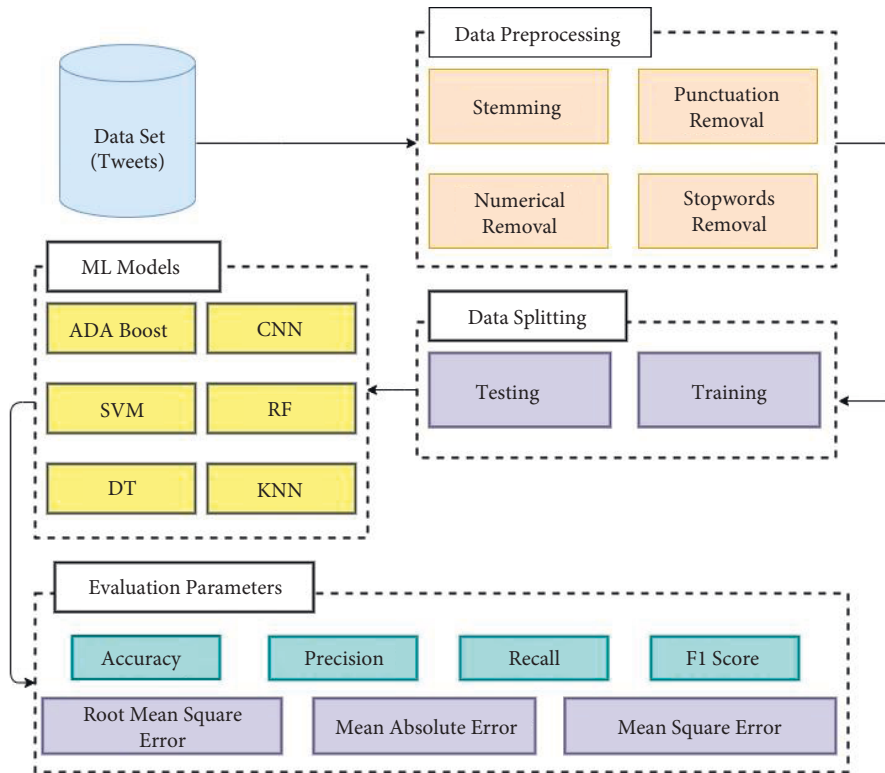 Data Set
(Tweets)
Data Preprocessing
Stemming
Punctuation
Removal
Numerical
Removal
Stopwords
Removal
Data Splitting
Testing
Training
ML Models
ADA Boost
CNN
SVM
RF
DT
KNN
Evaluation Parameters
Accuracy
Precision
Recall
F1 Score
Root Mean Square
Error
Mean Absolute Error
Mean Square Error